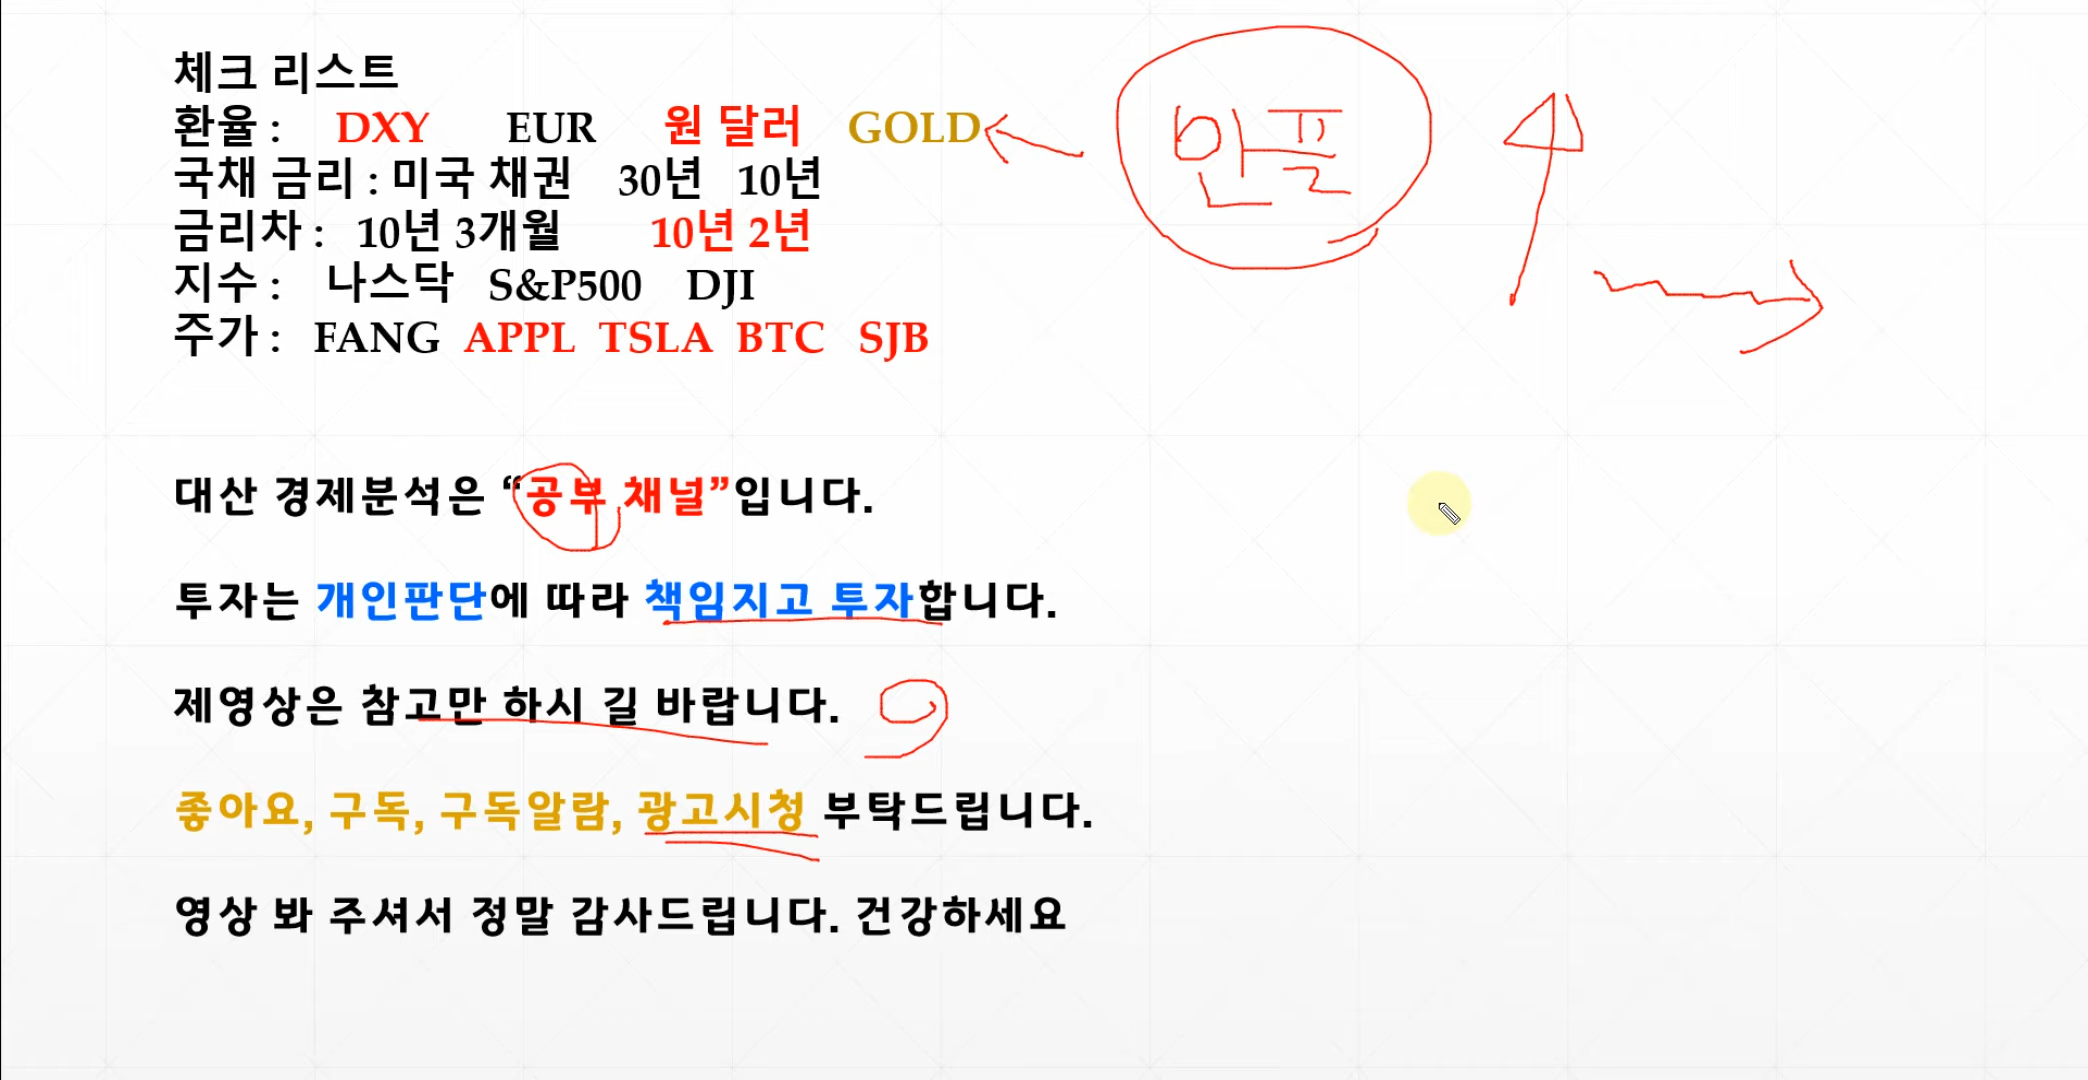 체크 리스트
환율 : DXY EUR 원 달러 GOLD
인플
국채 금리 : 미국 채권 30년 10년
금리차 : 10년 3개월 10년 2년
지수 : 나스닥 S&P500 DJI
주가 : FANG APPL TSLA BTC SJB
대산 경제분석은 “공부 채널”입니다.
투자는 개인판단에 따라 책임지고 투자합니다.
제영상은 참고만 하시 길 바랍니다.
좋아요, 구독, 구독알람, 광고시청 부탁드립니다.
영상 봐 주셔서 정말 감사드립니다. 건강하세요